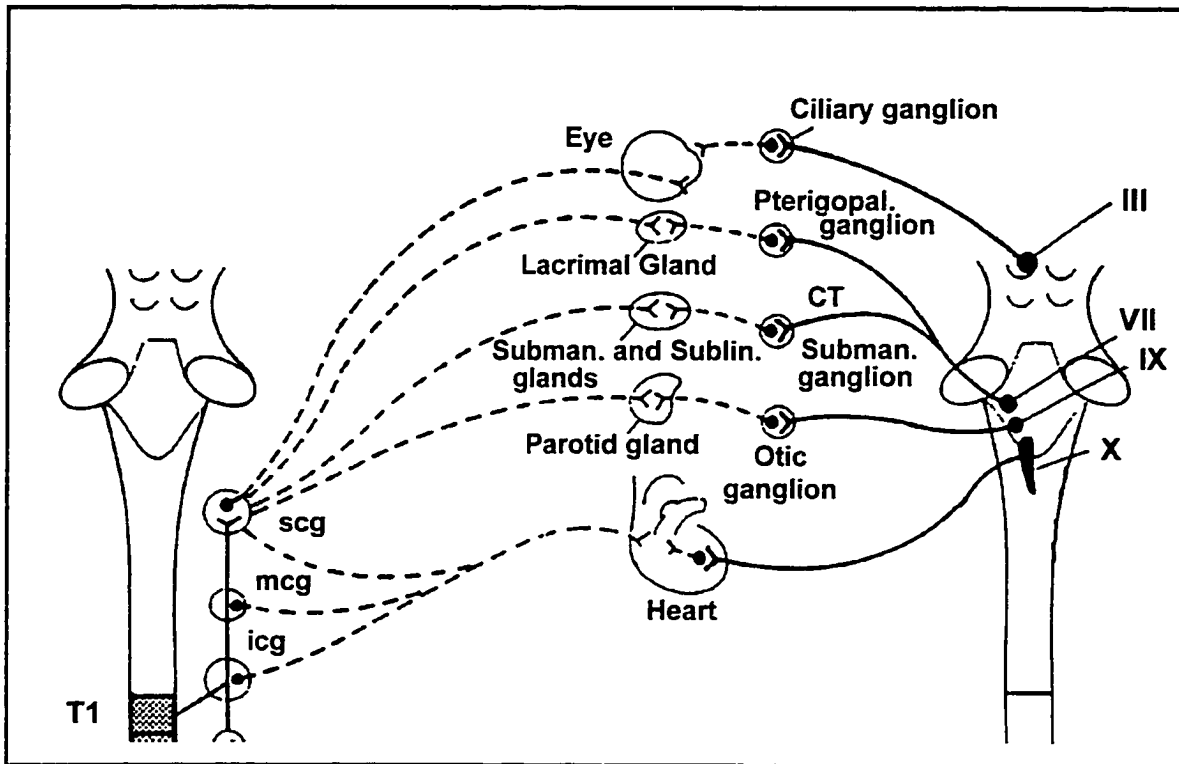 Ciliary ganglion
Eye
Pterigopal.
ganglion
III
Lacrimal Gland
CT
VII
Subman. and Sublin.
glands
Subman.
ganglion
IX
Parotid gland
Otic
ganglion
X
scg
mcg
Heart
icg
T1